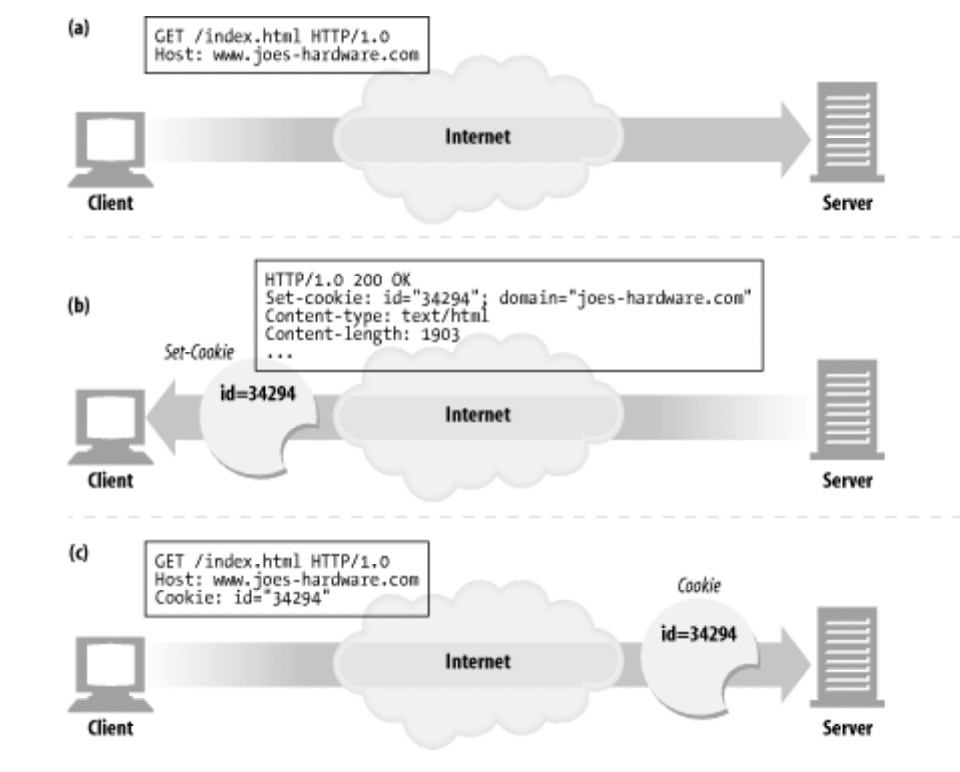 (a)
GET /index.html HTTP/1.0
Host: www.joes-hardware.com
Internet
Client
Server
(b)
HTTP/1.0 200 OK
Set-cookie: id="34294"; domain="joes-hardware.com"
Content-type: text/html
Content-length: 1903
...
Set-Cookie
id=34294
Internet
Client
Server
(c)
GET /index.html HTTP/1.0
Host: www.joes-hardware.com
Cookie: id="34294"
Cookie
id=34294
Internet
Client
Server